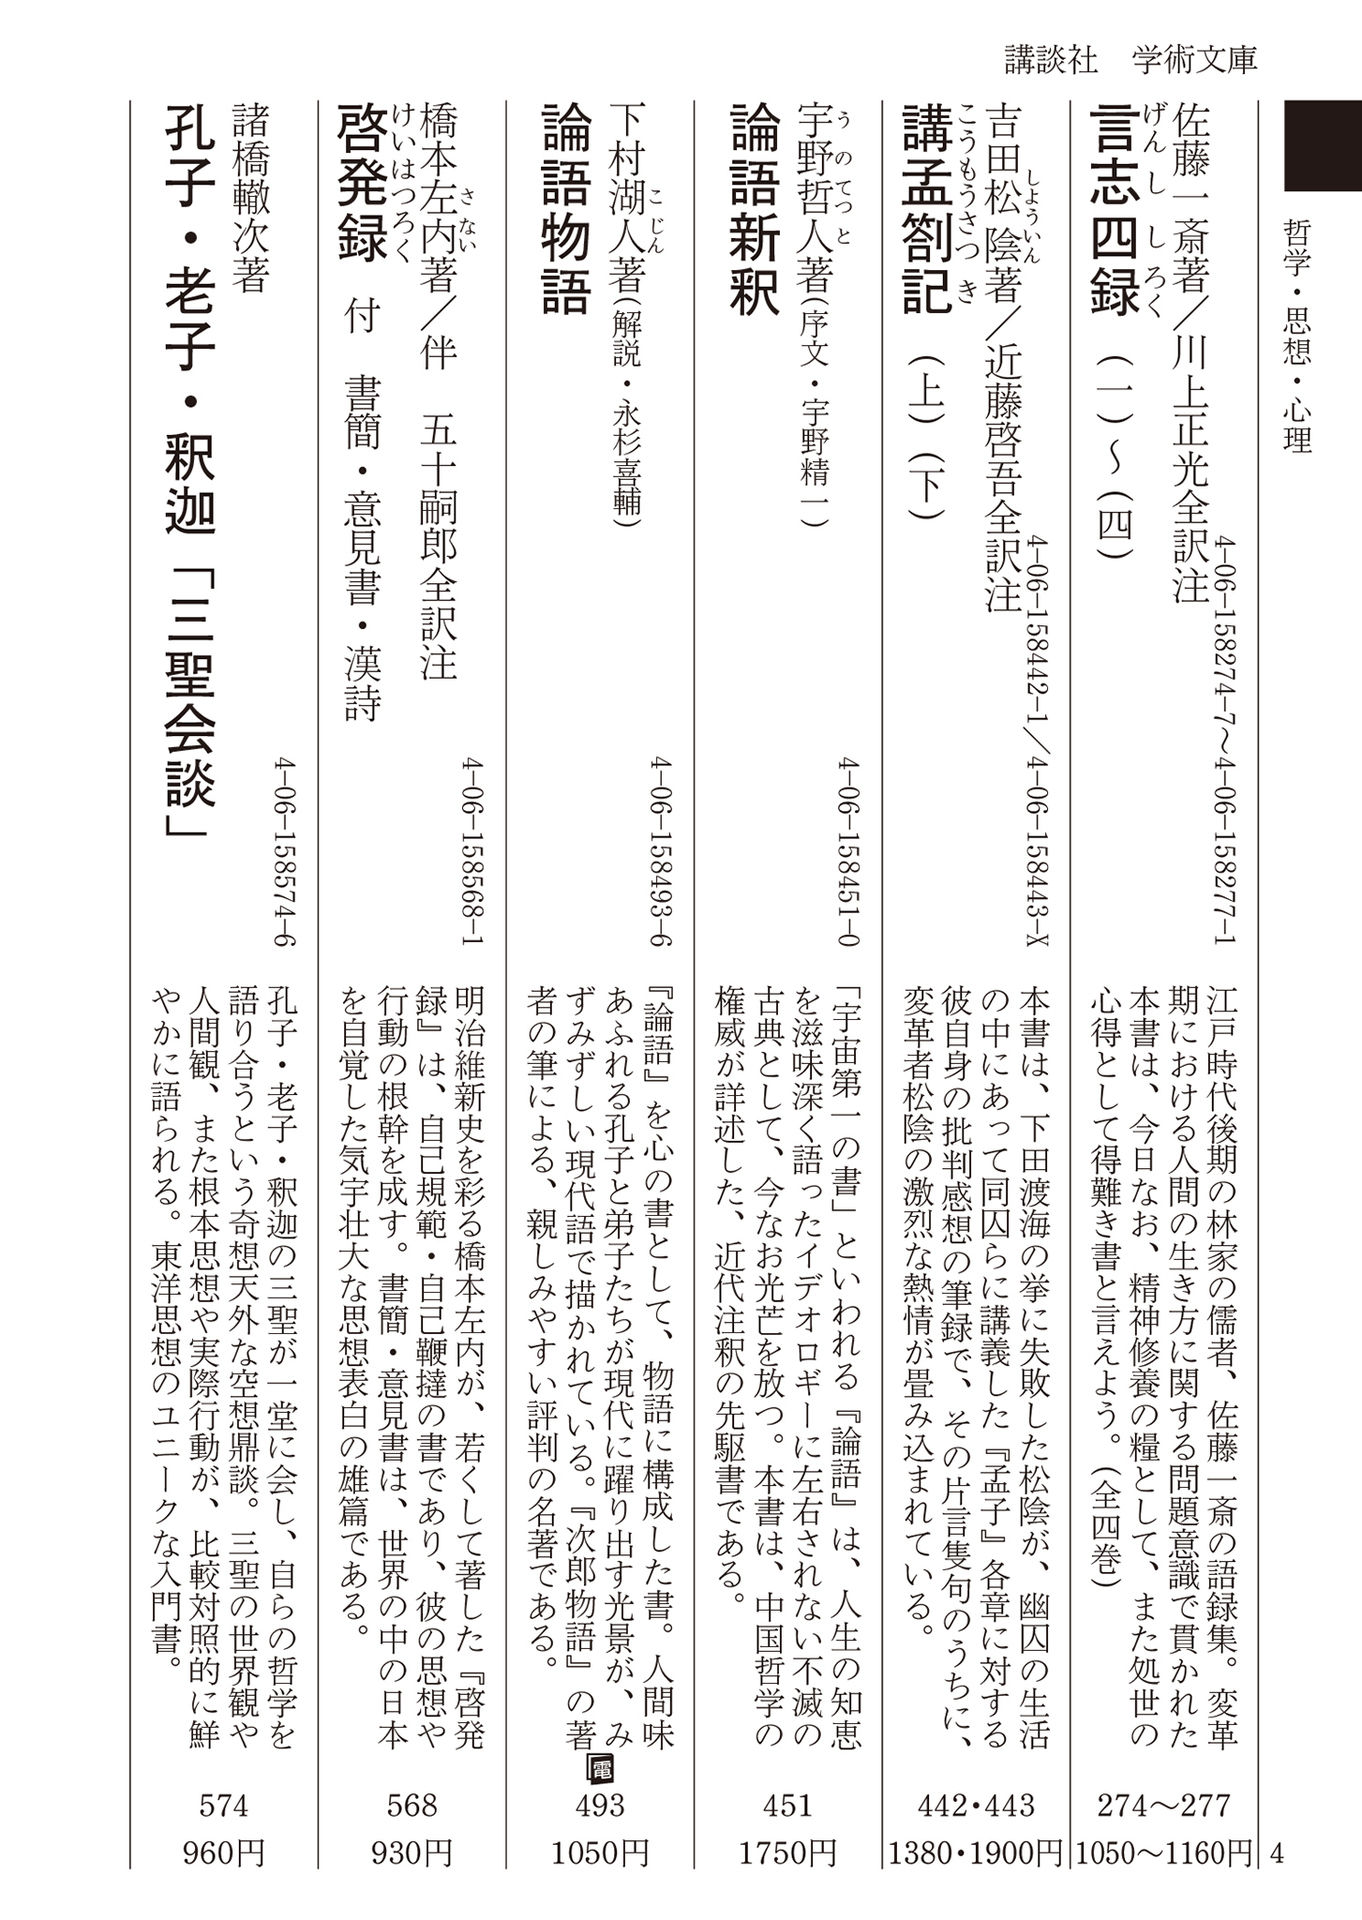 講談社　学術文庫
哲学・思想・心理
佐藤一斎著／川上正光全訳注
げんししろく
言志四録（一）～（四）
4-06-158274-7～4-06-158277-1
江戸時代後期の林家の儒者、佐藤一斎の語録集。変革
期における人間の生き方に関する問題意識で貫かれた
本書は、今日なお、精神修養の糧として、また処世の
心得として得難き書と言えよう。（全四巻）
274～277
1050～1160円
しょういん
吉田松陰著／近藤啓吾全訳注
こうもうさつき
講孟劄記（上）（下）
4-06-158442-1／4-06-158443-X
本書は、下田渡海の挙に失敗した松陰が、幽囚の生活
の中にあって同囚らに講義した『孟子』各章に対する
彼自身の批判感想の筆録で、その片言隻句のうちに、
変革者松陰の激烈な熱情が畳み込まれている。
442・443
1380・1900円
うのてつと
宇野哲人著（序文・宇野精一）
論語新釈
4-06-158451-0
「宇宙第一の書」といわれる『論語』は、人生の知恵
を滋味深く語ったイデオロギーに左右されない不滅の
古典として、今なお光芒を放つ。本書は、中国哲学の
権威が詳述した、近代注釈の先駆書である。
451
1750円
こじん
下村湖人著（解説・永杉喜輔）
論語物語
4-06-158493-6
『論語』を心の書として、物語に構成した書。人間味
あふれる孔子と弟子たちが現代に躍り出す光景が、み
ずみずしい現代語で描かれている。『次郎物語』の著
者の筆による、親しみやすい評判の名著である。
電
493
1050円
さない
橋本左内著／伴　五十嗣郎全訳注
けいはつろく
啓発録　付　書簡・意見書・漢詩
4-06-158568-1
明治維新史を彩る橋本左内が、若くして著した『啓発
録』は、自己規範・自己鞭撻の書であり、彼の思想や
行動の根幹を成す。書簡・意見書は、世界の中の日本
を自覚した気宇壮大な思想表白の雄篇である。
568
930円
諸橋轍次著
孔子・老子・釈迦「三聖会談」
4-06-158574-6
孔子・老子・釈迦の三聖が一堂に会し、自らの哲学を
語り合うという奇想天外な空想鼎談。三聖の世界観や
人間観、また根本思想や実際行動が、比較対照的に鮮
やかに語られる。東洋思想のユニークな入門書。
574
960円
4